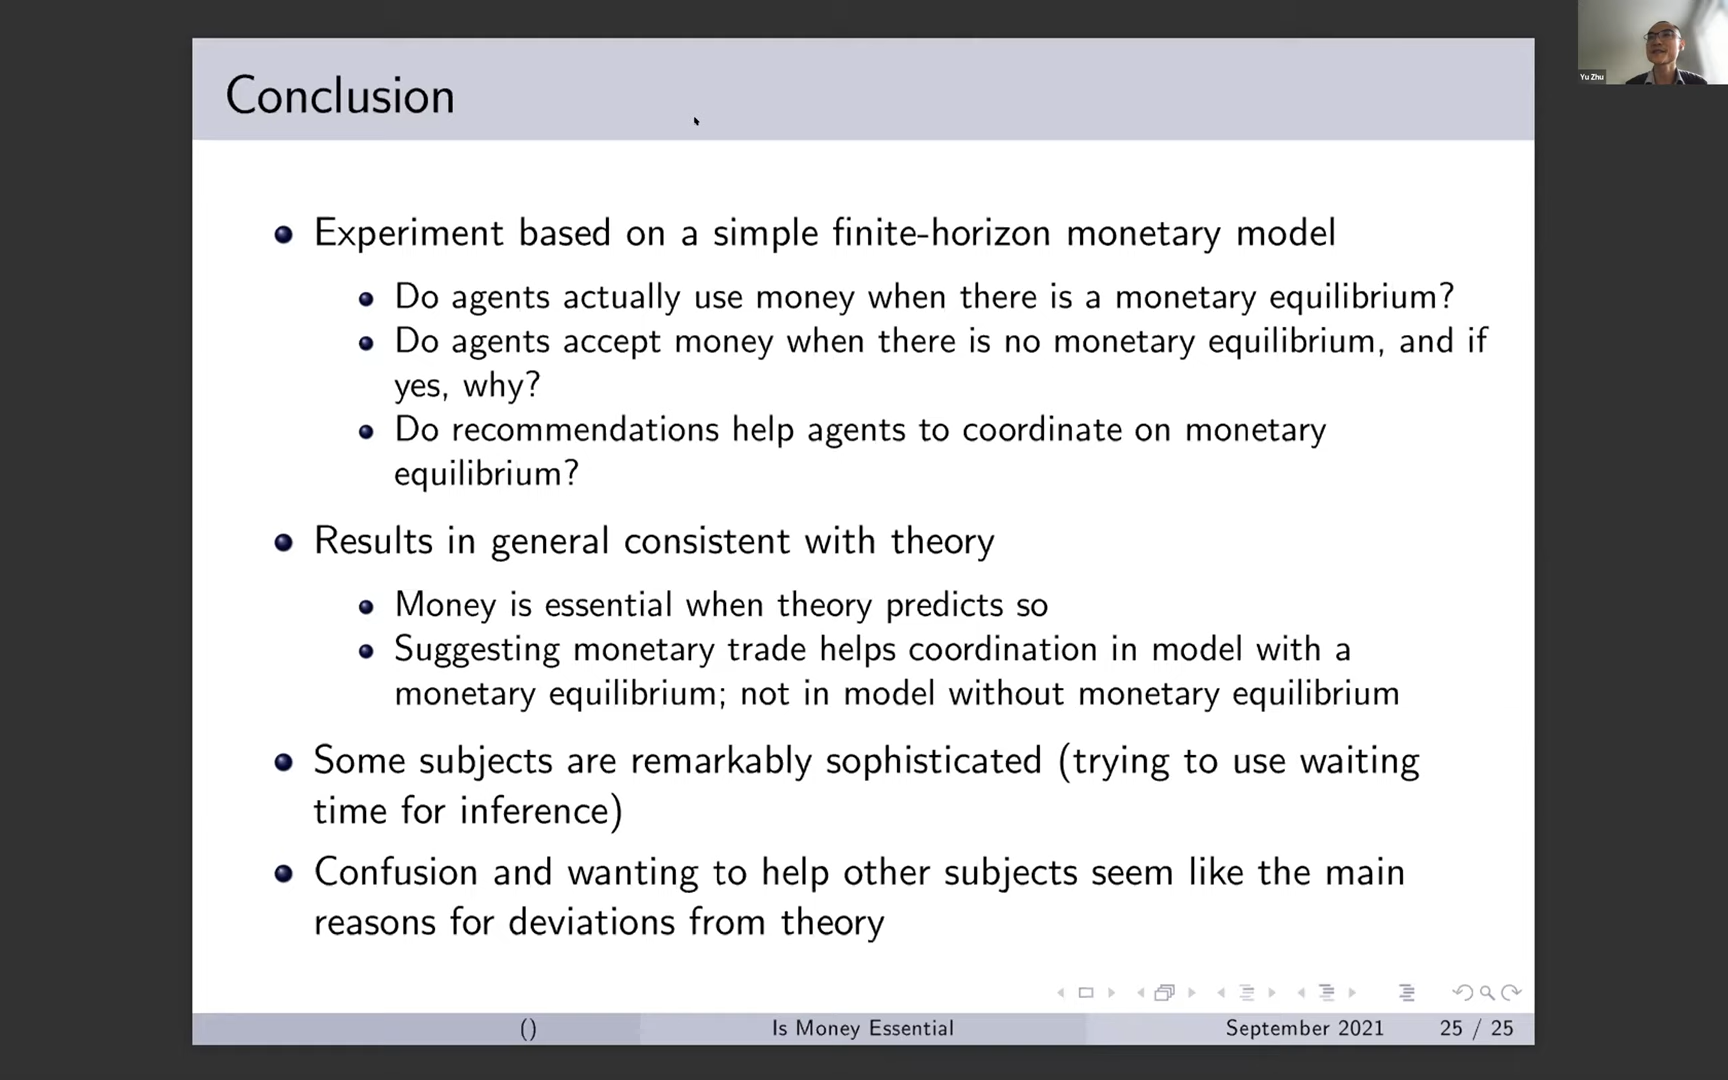 Conclusion
Yu Zhu
Experiment based on a simple finite-horizon monetary model
Do agents actually use money when there is a monetary equilibrium?
Do agents accept money when there is no monetary equilibrium, and if
yes, why?
Do recommendations help agents to coordinate on monetary
equilibrium?
Results in general consistent with theory
Money is essential when theory predicts so
Suggesting monetary trade helps coordination in model with a
monetary equilibrium; not in model without monetary equilibrium
Some subjects are remarkably sophisticated (trying to use waiting
time for inference)
Confusion and wanting to help other subjects seem like the main
reasons for deviations from theory
() Is Money Essential September 2021 25 / 25